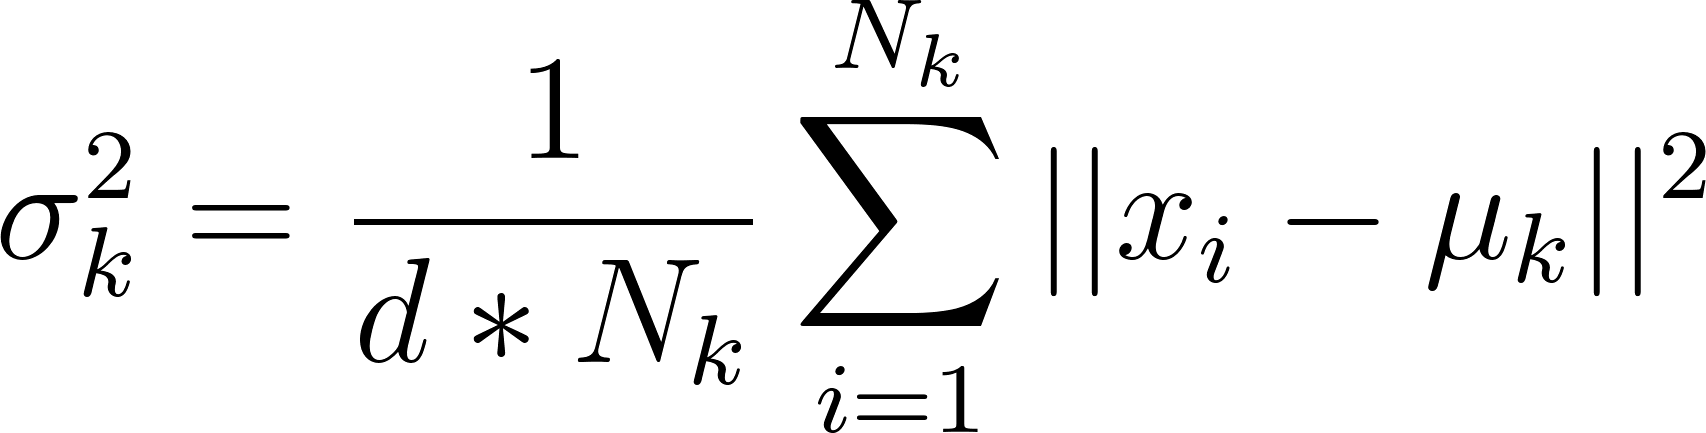 σ_k^2 = \frac{1}{d * N_k} \sum_{i=1}^{N_k} ||x_i − μ_k||^2